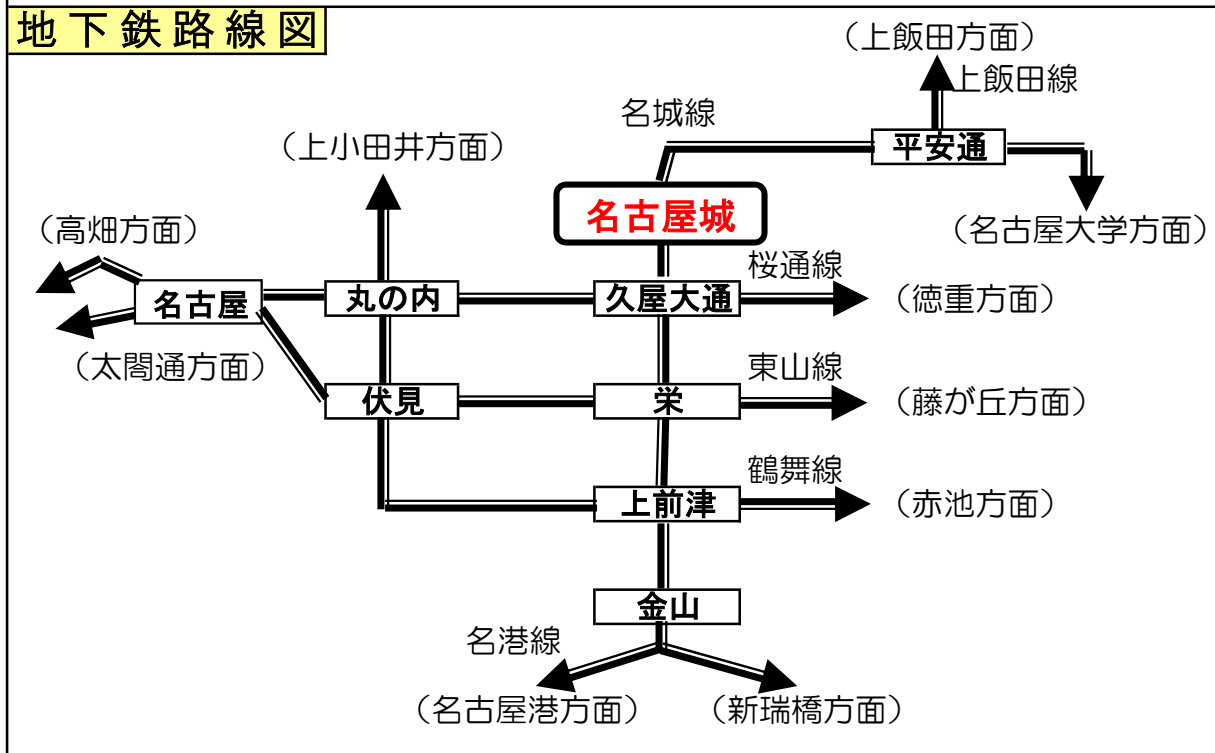 地下鉄路線図
（上飯田方面）
上飯田線
名城線
平安通
（上小田井方面）
名古屋城
（名古屋大学方面）
（高畑方面）
桜通線
名古屋
丸の内
久屋大通
（徳重方面）
（太閤通方面）
東山線
伏見
栄
（藤が丘方面）
鶴舞線
上前津
（赤池方面）
金山
名港線
（名古屋港方面）
（新瑞橋方面）